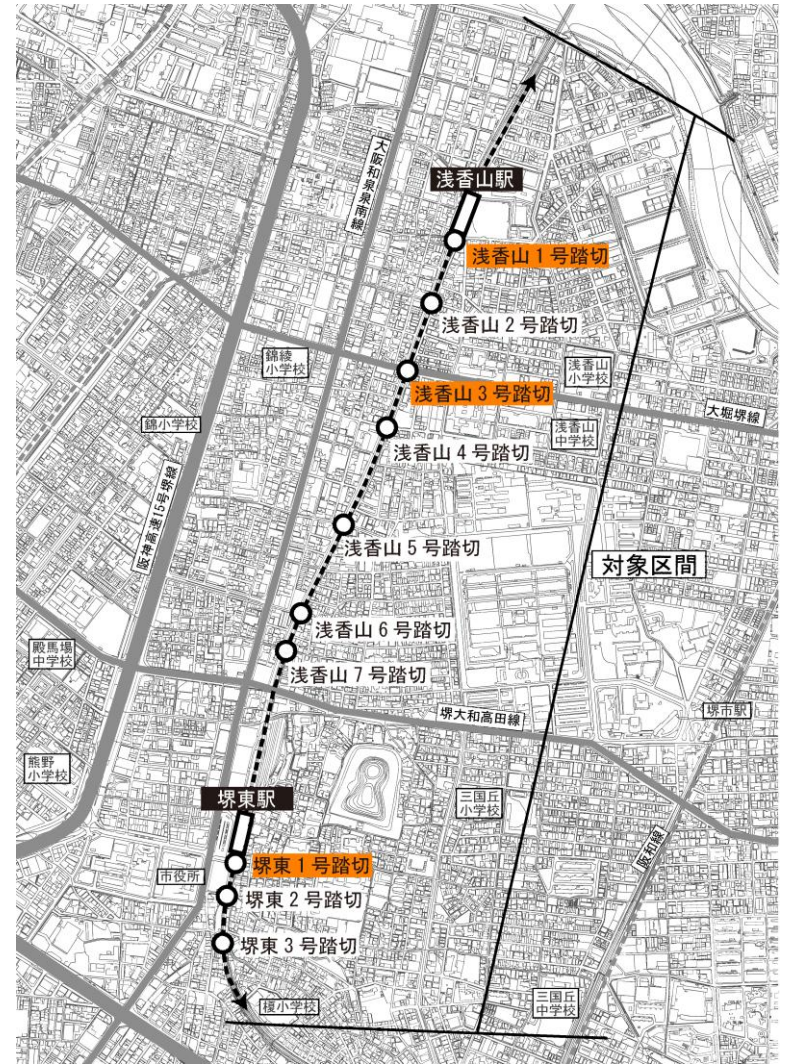 大阪和泉泉南線
浅香山駅
浅香山1号踏切
浅香山2号踏切
錦綾
小学校
浅香山
小学校
浅香山3号踏切
大堀堺線
錦小学校
浅香山
中学校
浅香山4号踏切
阪神高速15号堺線
浅香山5号踏切
対象区間
浅香山6号踏切
殿馬場
中学校
浅香山7号踏切
堺大和高田線
堺市駅
熊野
小学校
堺東駅
三国丘
小学校
阪和線
市役所
堺東1号踏切
堺東2号踏切
堺東3号踏切
榎小学校
三国丘
中学校